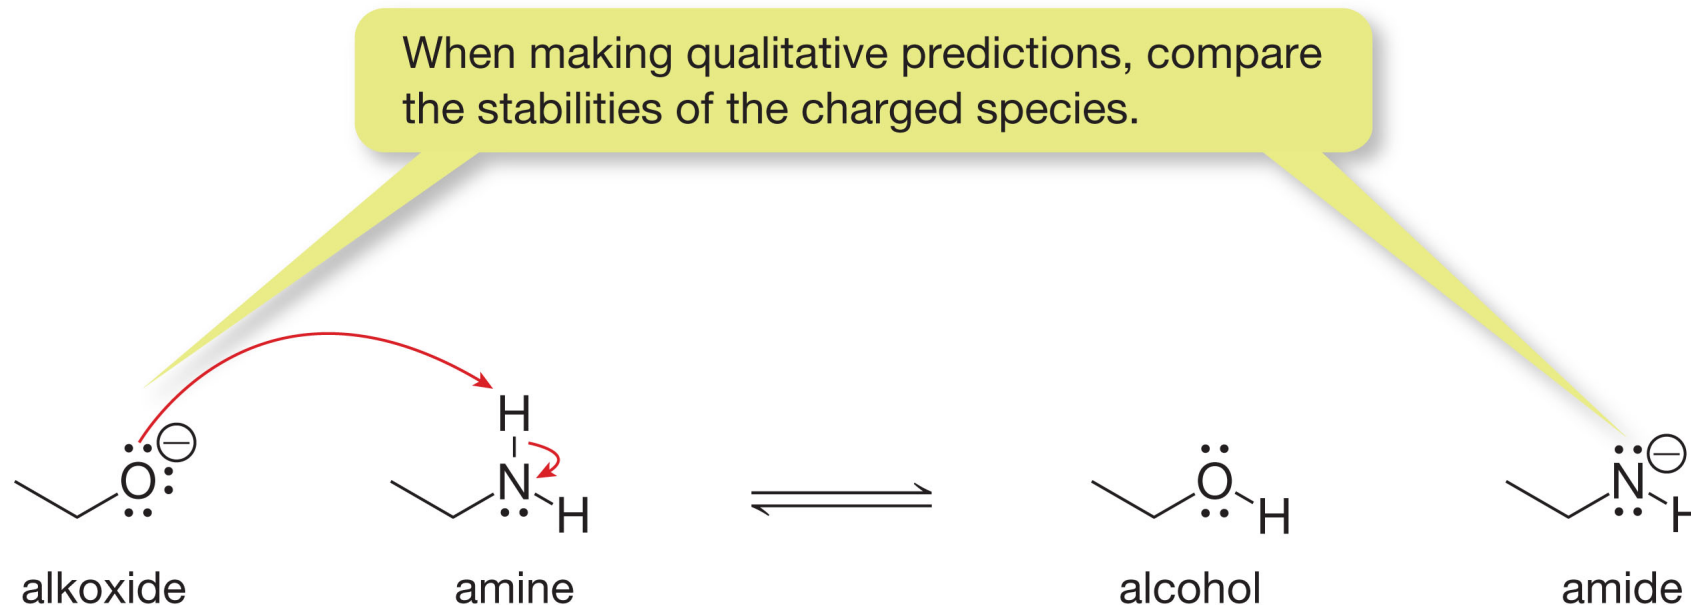 When making qualitative predictions, compare
the stabilities of the charged species.
H
O
N
H
O
H
N
H
alkoxide amine alcohol amide